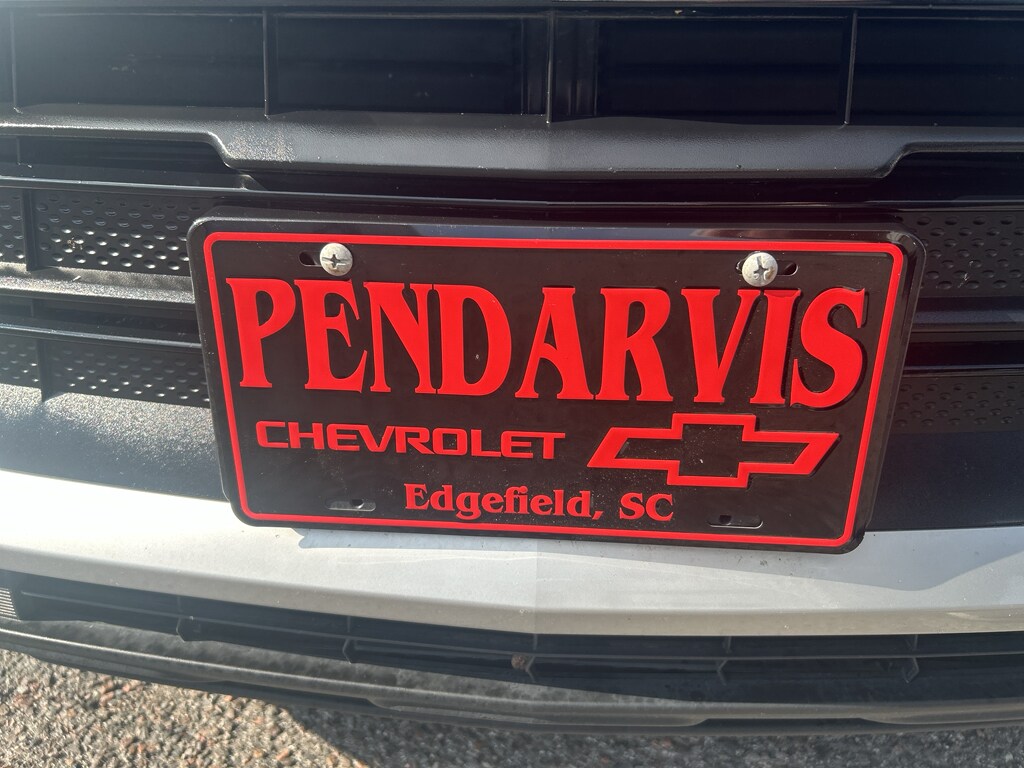 PENDARVIS
CHEVROLET
Edgefield, SC